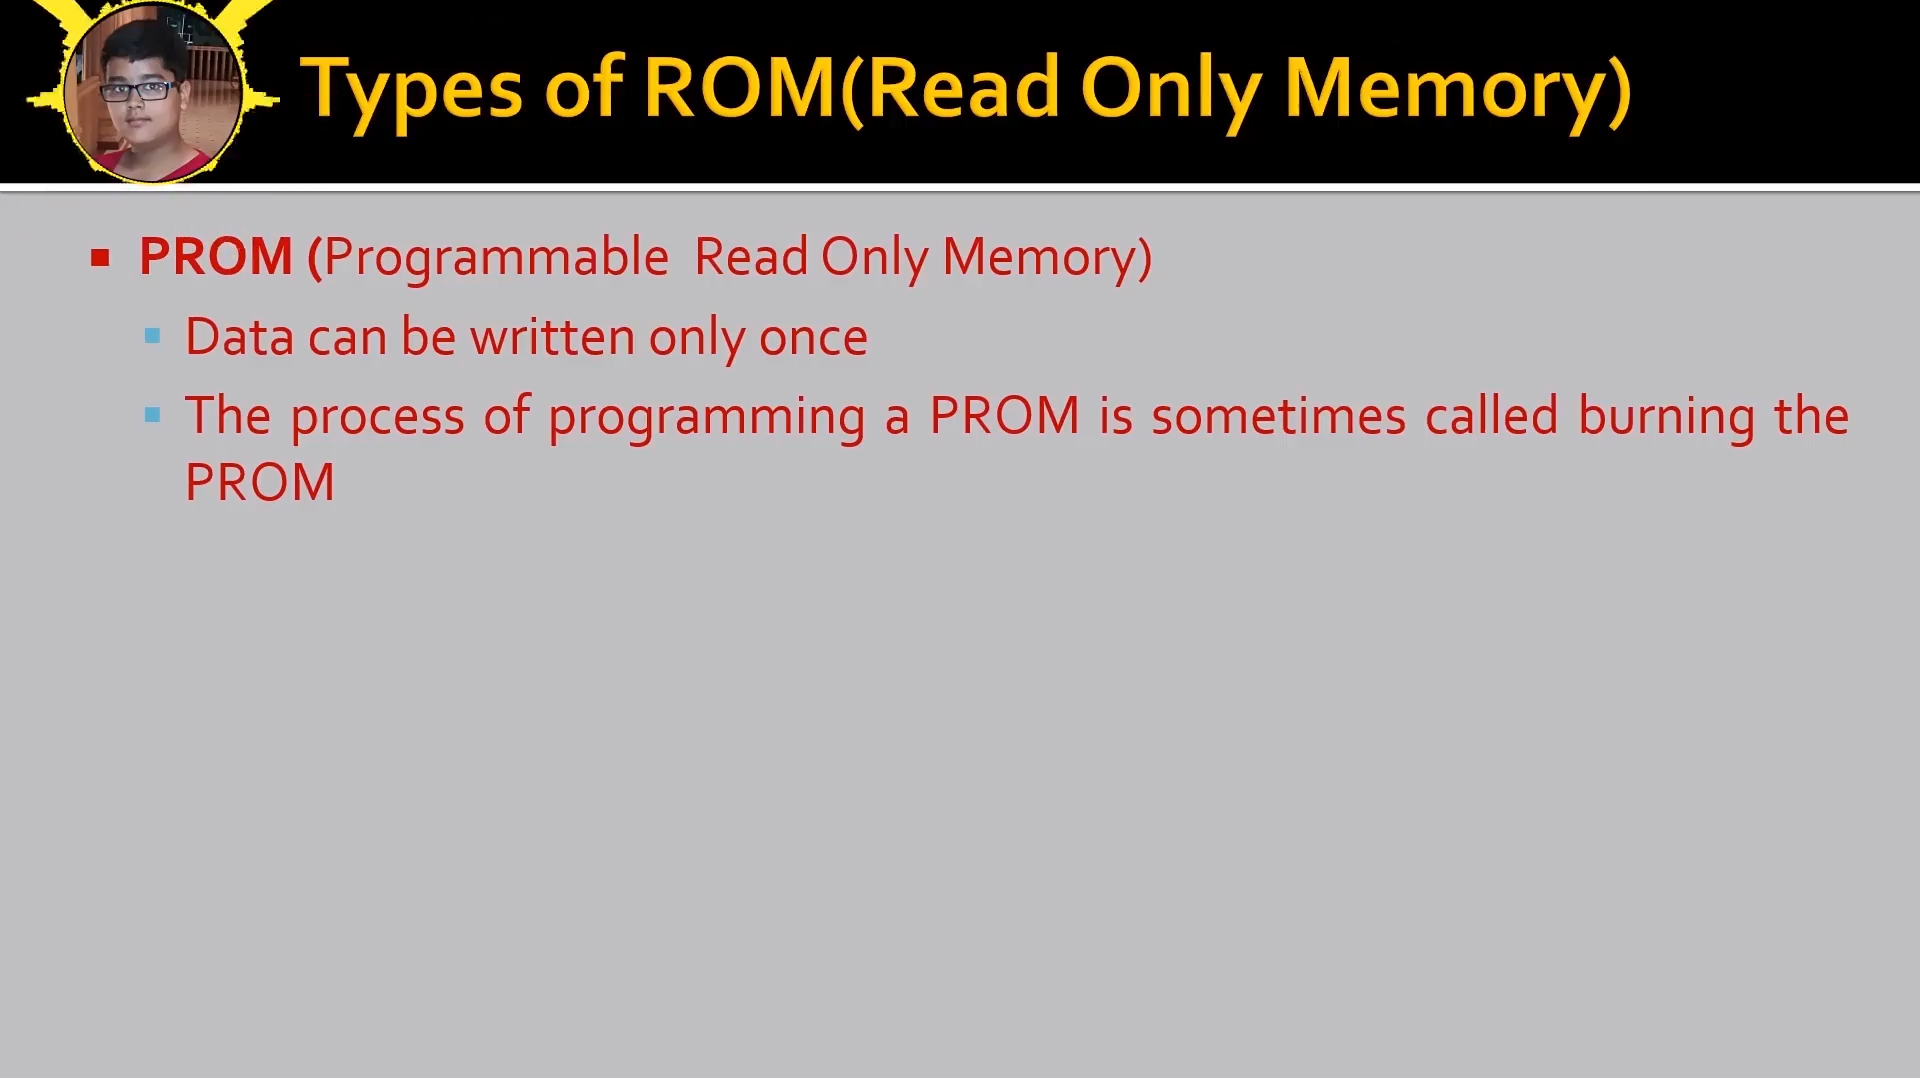 Types of ROM(Read Only Memory)
PROM (Programmable Read Only Memory)
Data can be written only once
The process of programming a PROM is sometimes called burning the
PROM